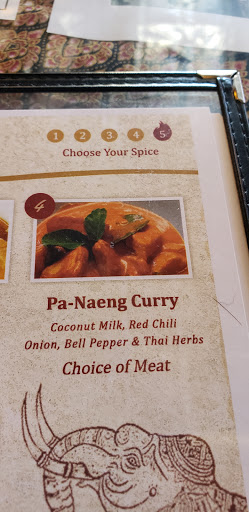 1 2 3 4 5
Choose Your Spice
4
Pa-Naeng Curry
Coconut Milk, Red Chili
Onion, Bell Pepper & Thai Herbs
Choice of Meat